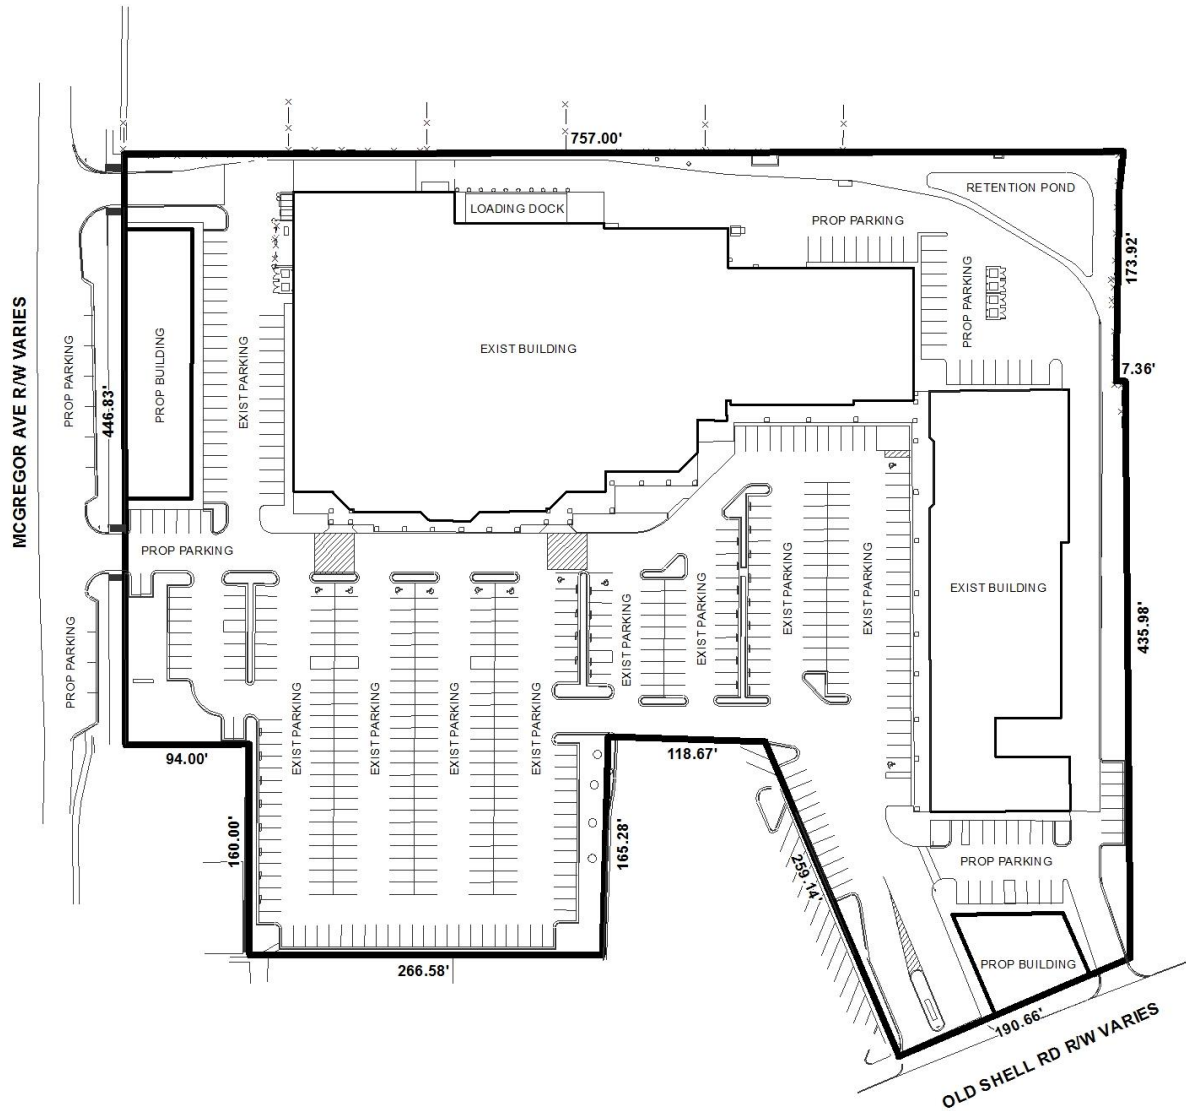 757.00'
RETENTION POND
LOADING DOCK
PROP PARKING
173.92'
PROP PARKING
MCGREGOR AVE R/W VARIES
PROP PARKING
446.83'
PROP BUILDING
EXIST PARKING
EXIST BUILDING
7.36'
PROP PARKING
EXIST BUILDING
435.98'
PROP PARKING
EXIST PARKING
EXIST PARKING
EXIST PARKING
EXIST PARKING
EXIST PARKING
EXIST PARKING
EXIST PARKING
EXIST PARKING
94.00'
118.67'
160.00'
165.28'
259.14'
PROP PARKING
PROP BUILDING
266.58'
190.66'
OLD SHELL RD R/W VARIES